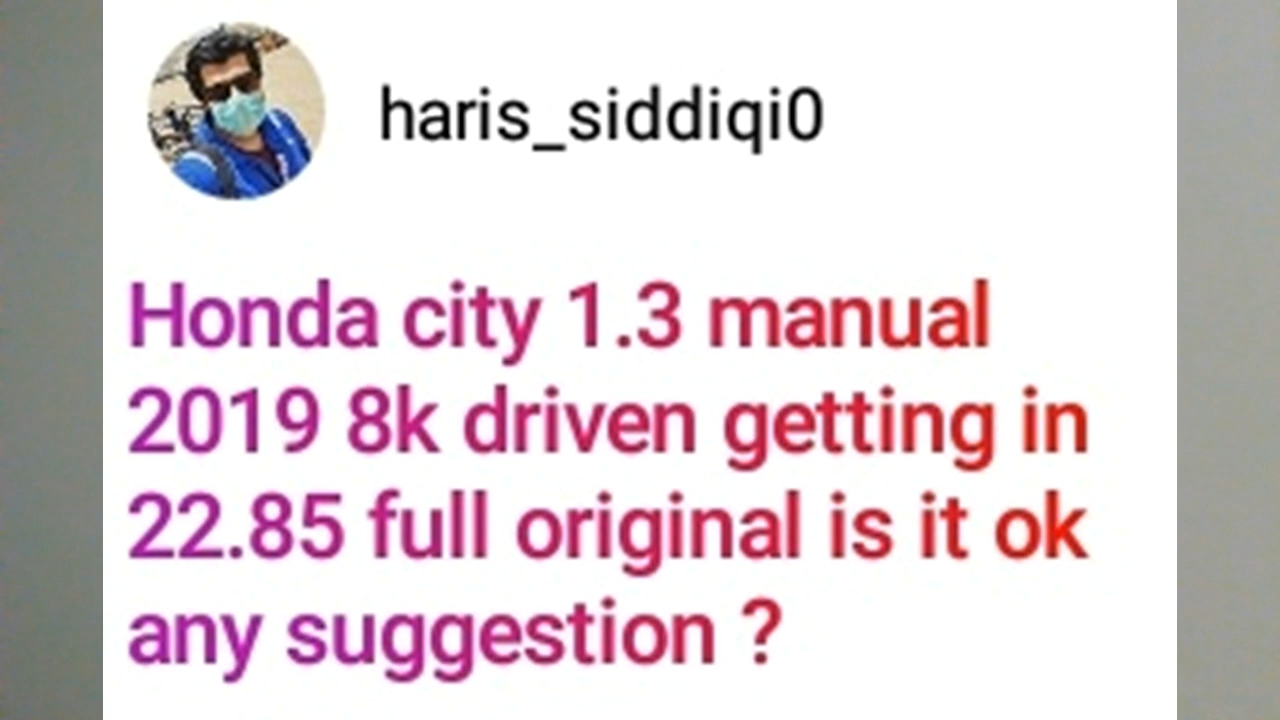 haris_siddiqi0
Honda city 1.3 manual
2019 8k driven getting in
22.85 full original is it ok
any suggestion ?